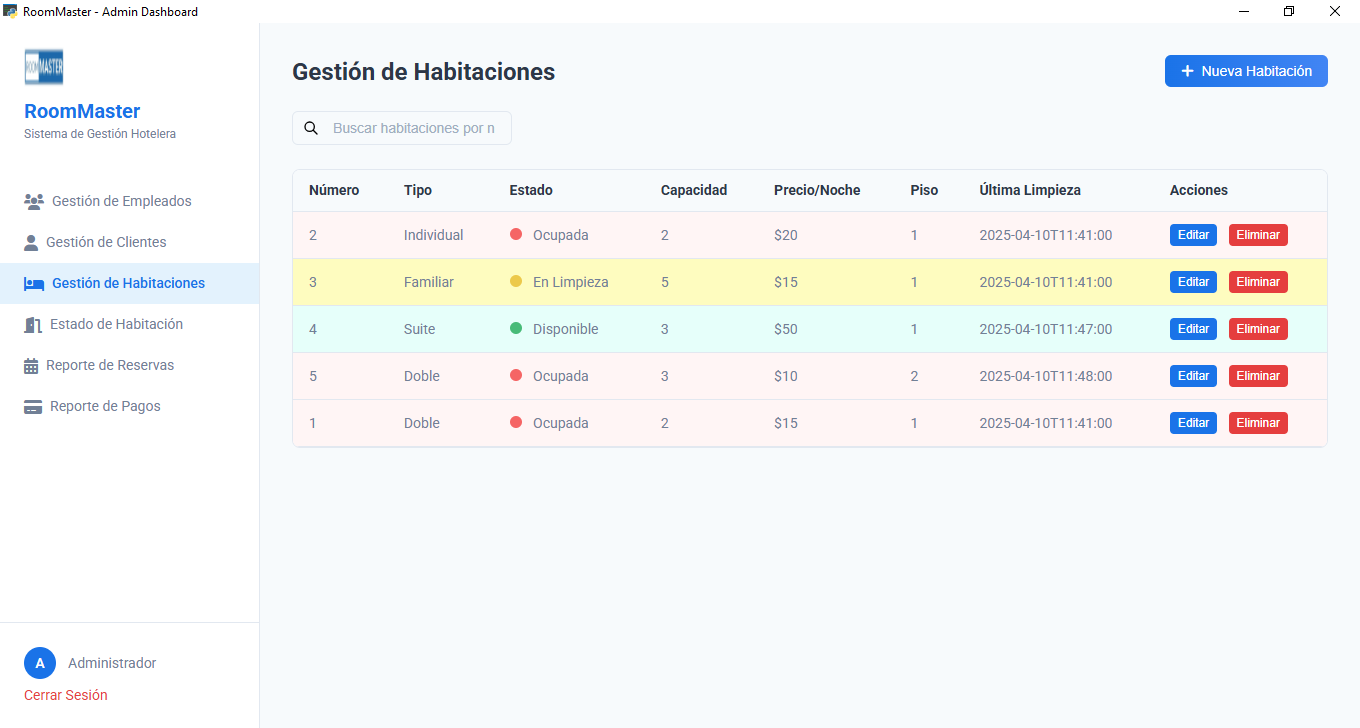 RoomMaster - Admin Dashboard
ROOMMASTER
RoomMaster
Sistema de Gestión Hotelera
Gestión de Empleados
Gestión de Clientes
Gestión de Habitaciones
Estado de Habitación
Reporte de Reservas
Reporte de Pagos
A Administrador
Cerrar Sesión
Gestión de Habitaciones
+ Nueva Habitación
Buscar habitaciones por n
Número Tipo Estado Capacidad Precio/Noche Piso Última Limpieza Acciones
2 Individual Ocupada 2 $20 1 2025-04-10T11:41:00 Editar Eliminar
3 Familiar En Limpieza 5 $15 1 2025-04-10T11:41:00 Editar Eliminar
4 Suite Disponible 3 $50 1 2025-04-10T11:47:00 Editar Eliminar
5 Doble Ocupada 3 $10 2 2025-04-10T11:48:00 Editar Eliminar
1 Doble Ocupada 2 $15 1 2025-04-10T11:41:00 Editar Eliminar